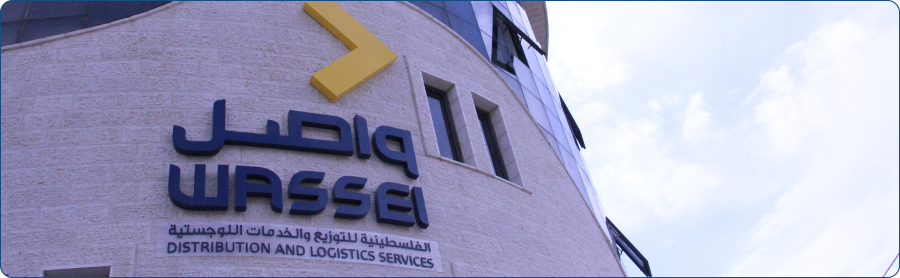 واصل
WASSEl
الفلسطينية للتوزيع والخدمات اللوجستية
DISTRIBUTION AND LOGISTICS SERVICES